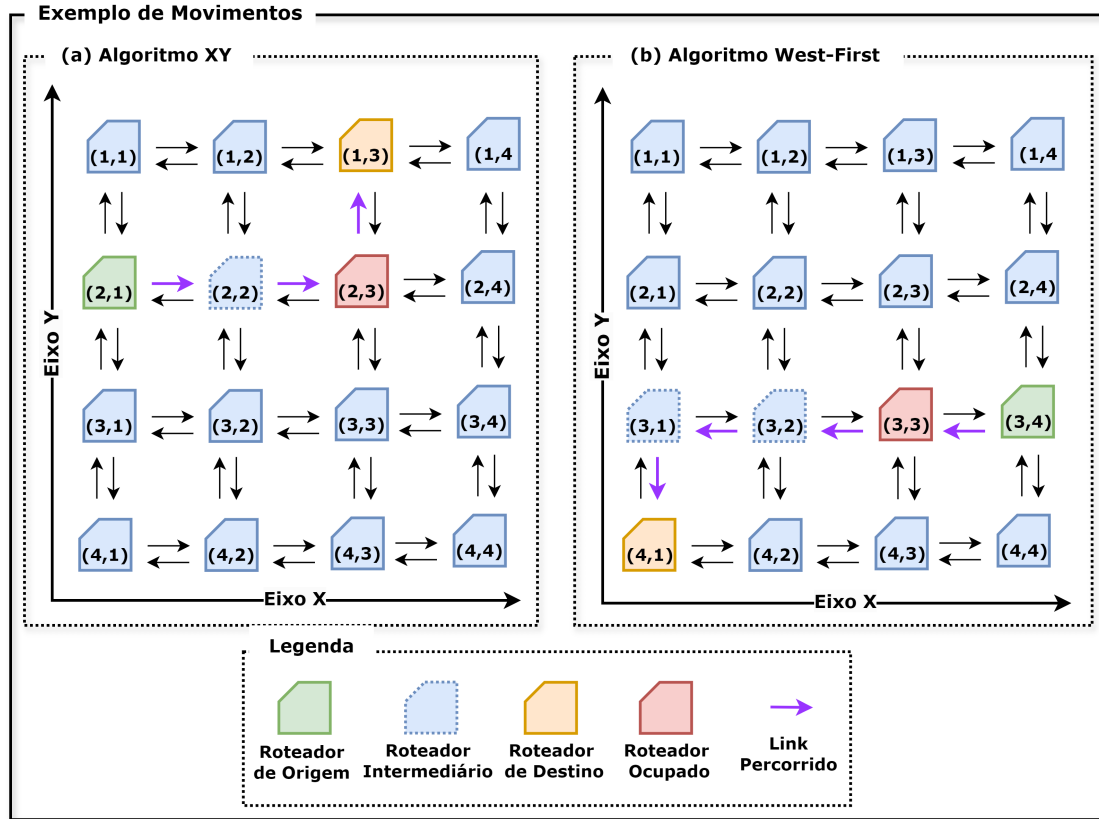 Exemplo de Movimentos
(a) Algoritmo XY
Eixo Y
(1,1) (1,2) (1,3) (1,4
(2,1) (2,2) (2,3) (2,4)
(3,1) (3,2) (3,3) (3,4)
(4,1) (4,2) (4,3) (4,4)
Eixo X
(b) Algoritmo West-First
Eixo Y
(1,1) (1,2) (1,3) (1,4
(2,1) (2,2) (2,3) (2,4)
(3,1) (3,2) (3,3) (3,4)
(4,1) (4,2) (4,3) (4,4)
Eixo X
Legenda
Roteador
de Origem
Roteador
Intermediário
Roteador
de Destino
Roteador
Ocupado
Link
Percorrido